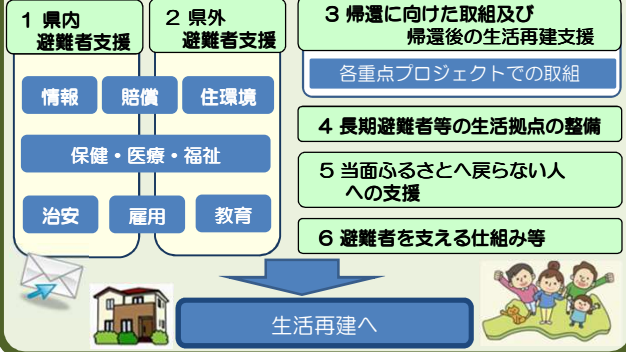 1 県内
避難者支援
2 県外
避難者支援
情報 賠償 住環境
保健・医療・福祉
治安 雇用 教育
3 帰還に向けた取組及び
帰還後の生活再建支援
各重点プロジェクトでの取組
4 長期避難者等の生活拠点の整備
5 当面ふるさとへ戻らない人
への支援
6 避難者を支える仕組み等
生活再建へ